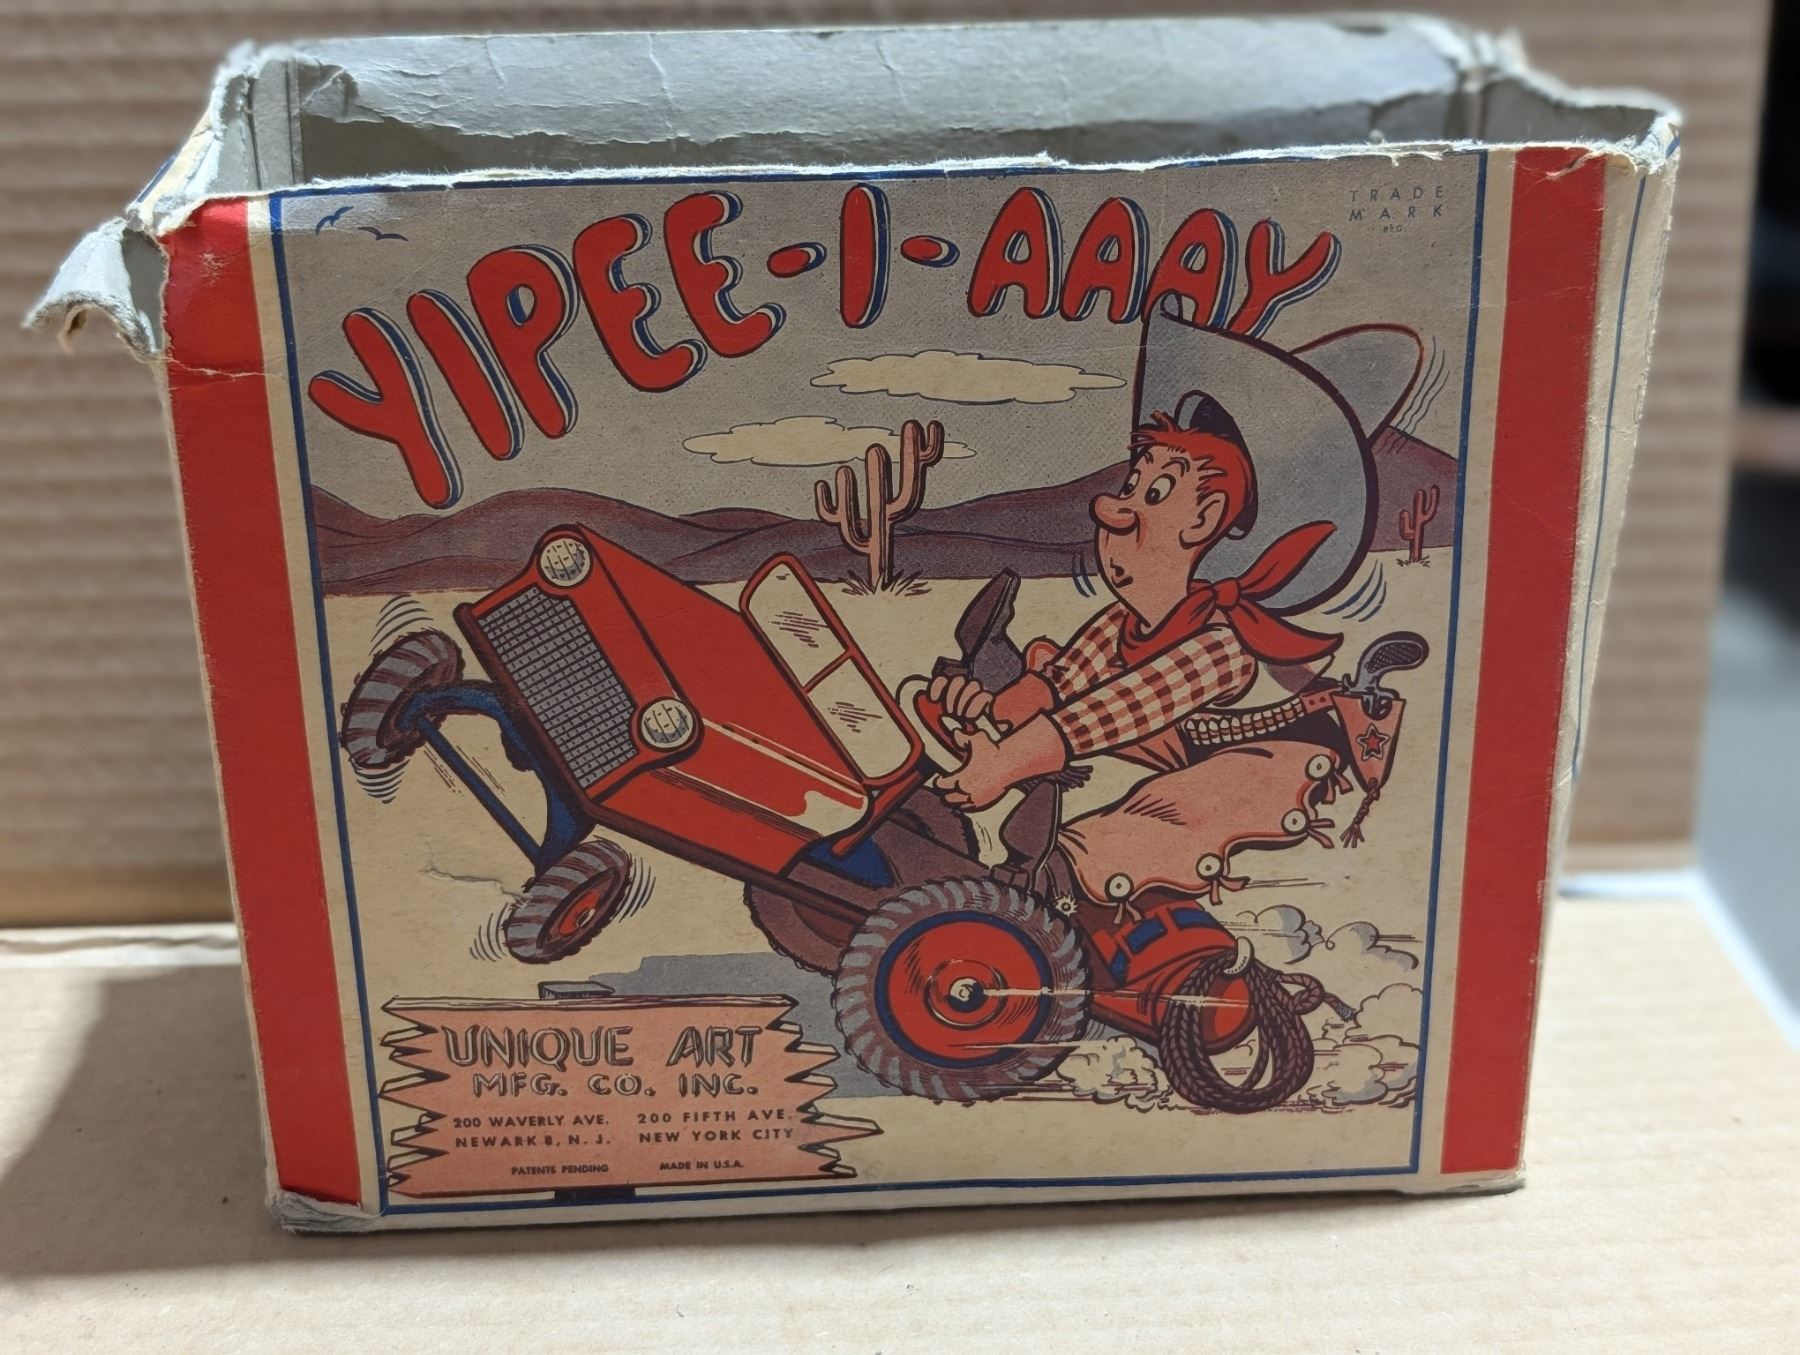 YIPEE-I-AAAY
TRADE
MARK
REG.
UNIQUE ART
MFG. CO. INC.
200 WAVERLY AVE. 200 FIFTH AVE.
NEWARK 8, N. J. NEW YORK CITY
PATENTS PENDING MADE IN U.S.A.